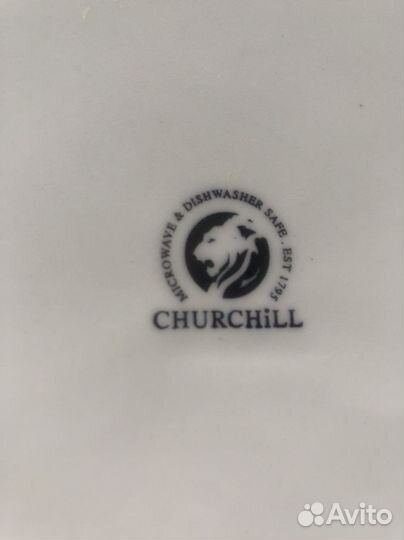 MICROWAVE & DISHWASHER SAFE . EST 1795
CHURCHiLL
Avito